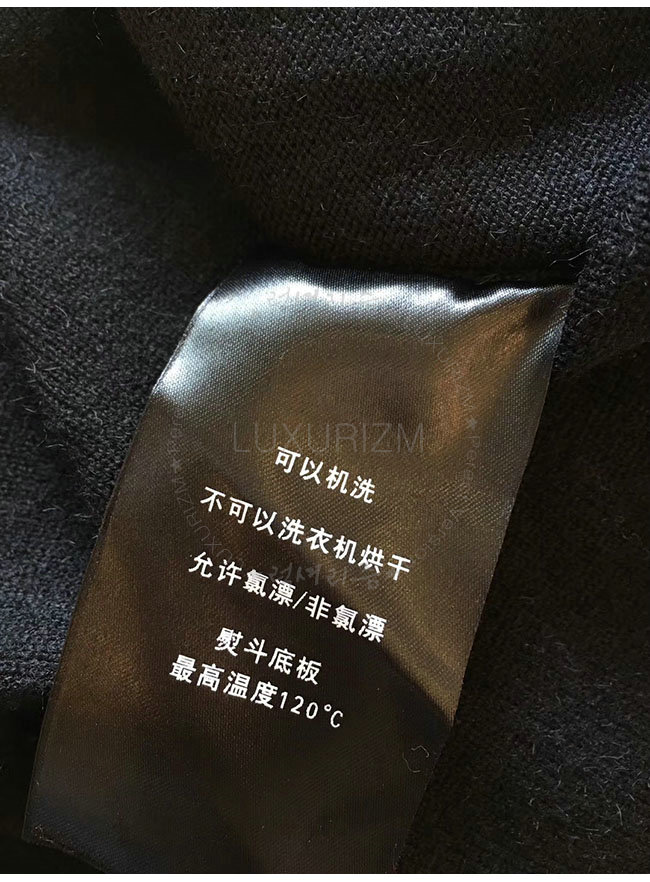 LUXURIZM
可以机洗
不可以洗衣机烘干
允许氯漂/非氯漂
熨斗底板
最高温度120°C